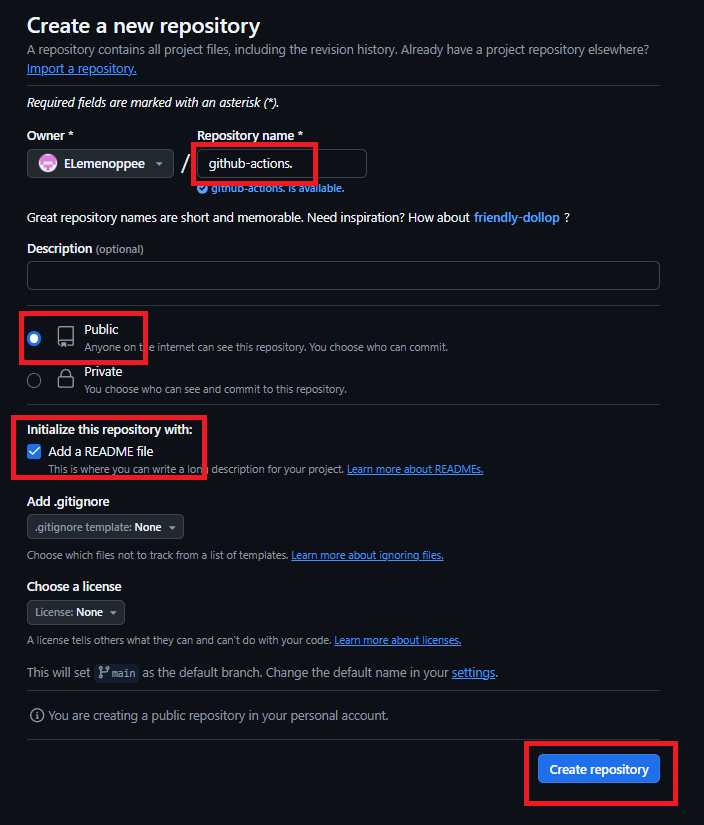 Create a new repository
A repository contains all project files, including the revision history. Already have a project repository elsewhere?
Import a repository.
Required fields are marked with an asterisk (*).
Owner * Repository name *
ELemenoppee / github-actions.
github-actions. is available.
Great repository names are short and memorable. Need inspiration? How about friendly-dollop ?
Description (optional)
Public
Anyone on the internet can see this repository. You choose who can commit.
Private
You choose who can see and commit to this repository.
Initialize this repository with:
Add a README file
This is where you can write a long description for your project. Learn more about READMEs.
Add .gitignore
.gitignore template: None
Choose which files not to track from a list of templates. Learn more about ignoring files.
Choose a license
License: None
A license tells others what they can and can't do with your code. Learn more about licenses.
This will set main as the default branch. Change the default name in your settings.
You are creating a public repository in your personal account.
Create repository